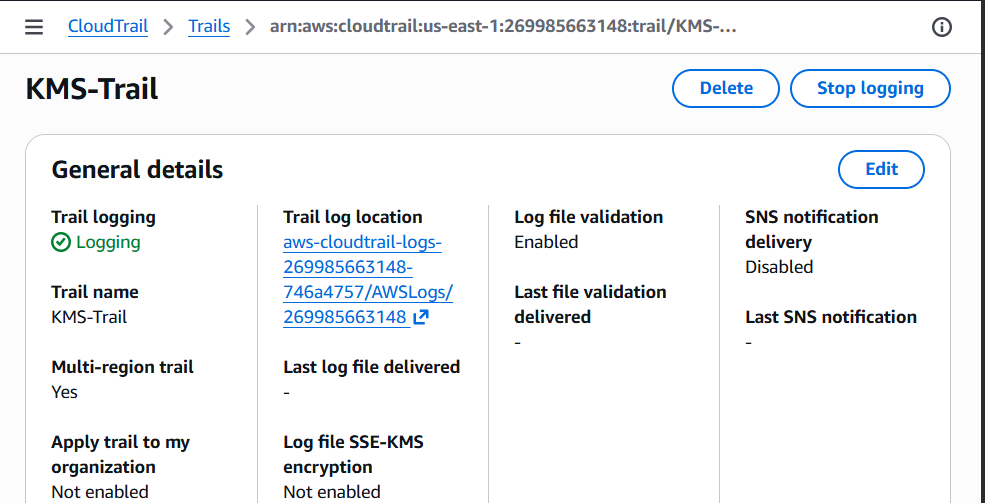 CloudTrail > Trails > arn:aws:cloudtrail:us-east-1:269985663148:trail/KMS-...
KMS-Trail
Delete
Stop logging
General details
Edit
Trail logging
Logging
Trail name
KMS-Trail
Multi-region trail
Yes
Apply trail to my
organization
Not enabled
Trail log location
aws-cloudtrail-logs-
269985663148-
746a4757/AWSLogs/
269985663148
Last log file delivered
-
Log file SSE-KMS
encryption
Not enabled
Log file validation
Enabled
Last file validation
delivered
-
SNS notification
delivery
Disabled
Last SNS notification
-